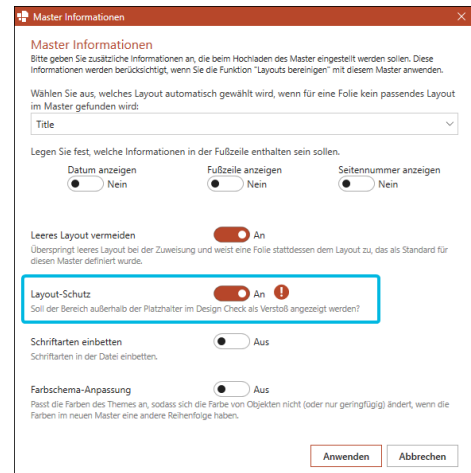 Master Informationen
Master Informationen
Bitte geben Sie zusätzliche Informationen an, die beim Hochladen des Master eingestellt werden sollen. Diese
Informationen werden berücksichtigt, wenn Sie die Funktion "Layouts bereinigen" mit diesem Master anwenden.
Wählen Sie aus, welches Layout automatisch gewählt wird, wenn für eine Folie kein passendes Layout
im Master gefunden wird:
Title
Legen Sie fest, welche Informationen in der Fußzeile enthalten sein sollen.
Datum anzeigen Fußzeile anzeigen Seitennummer anzeigen
Nein Nein Nein
Leeres Layout vermeiden An
Überspringt leeres Layout bei der Zuweisung und weist eine Folie stattdessen dem Layout zu, das als Standard für
diesen Master definiert wurde.
Layout-Schutz An !
Soll der Bereich außerhalb der Platzhalter im Design Check als Verstoß angezeigt werden?
Schriftarten einbetten Aus
Schriftarten in der Datei einbetten.
Farbschema-Anpassung Aus
Passt die Farben des Themes an, sodass sich die Farbe von Objekten nicht (oder nur geringfügig) ändert, wenn die
Farben im neuen Master eine andere Reihenfolge haben.
Anwenden Abbrechen